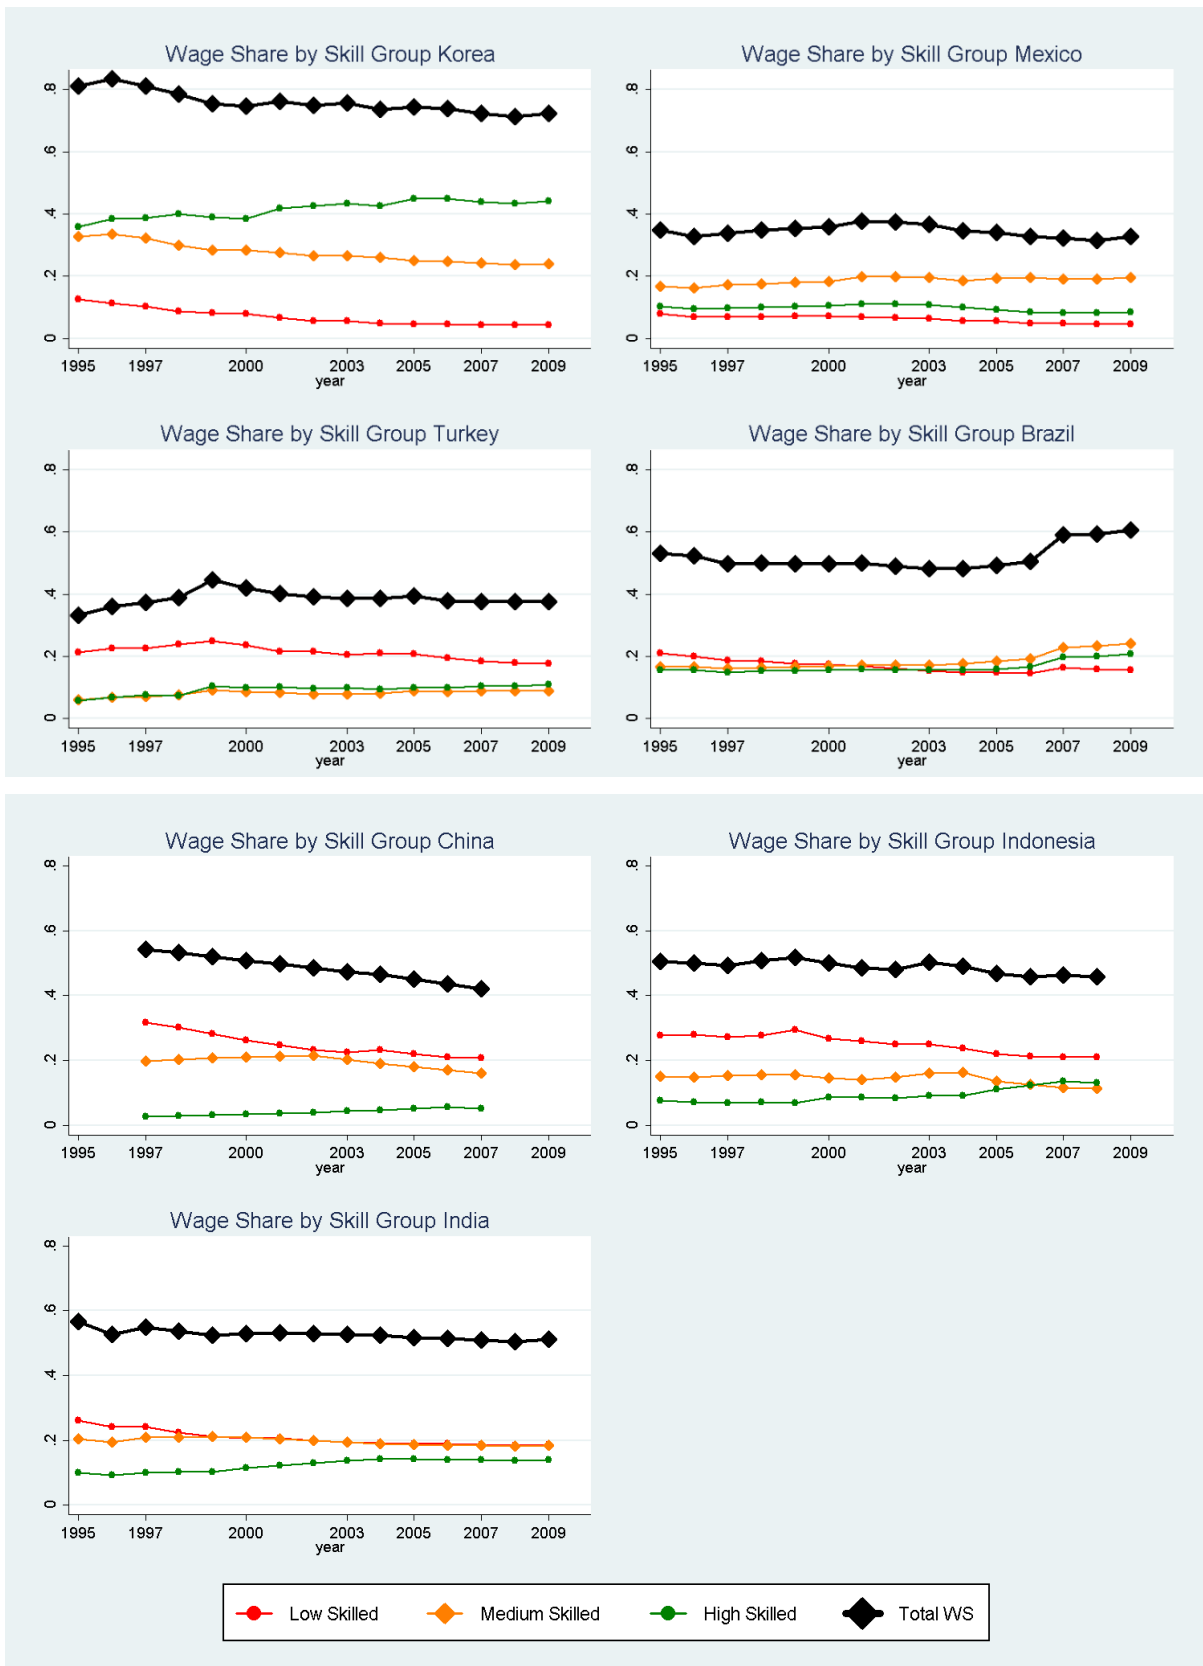 Wage Share by Skill Group Korea
.8
.6
.4
.2
0
1995 1997 2000 2003 2005 2007 2009
year
Wage Share by Skill Group Mexico
.8
.6
.4
.2
0
1995 1997 2000 2003 2005 2007 2009
year
Wage Share by Skill Group Turkey
.8
.6
.4
.2
0
1995 1997 2000 2003 2005 2007 2009
year
Wage Share by Skill Group Brazil
.8
.6
.4
.2
0
1995 1997 2000 2003 2005 2007 2009
year
Wage Share by Skill Group China
.8
.6
.4
.2
0
1995 1997 2000 2003 2005 2007 2009
year
Wage Share by Skill Group Indonesia
.8
.6
.4
.2
0
1995 1997 2000 2003 2005 2007 2009
year
Wage Share by Skill Group India
.8
.6
.4
.2
0
1995 1997 2000 2003 2005 2007 2009
year
Low Skilled Medium Skilled High Skilled Total WS